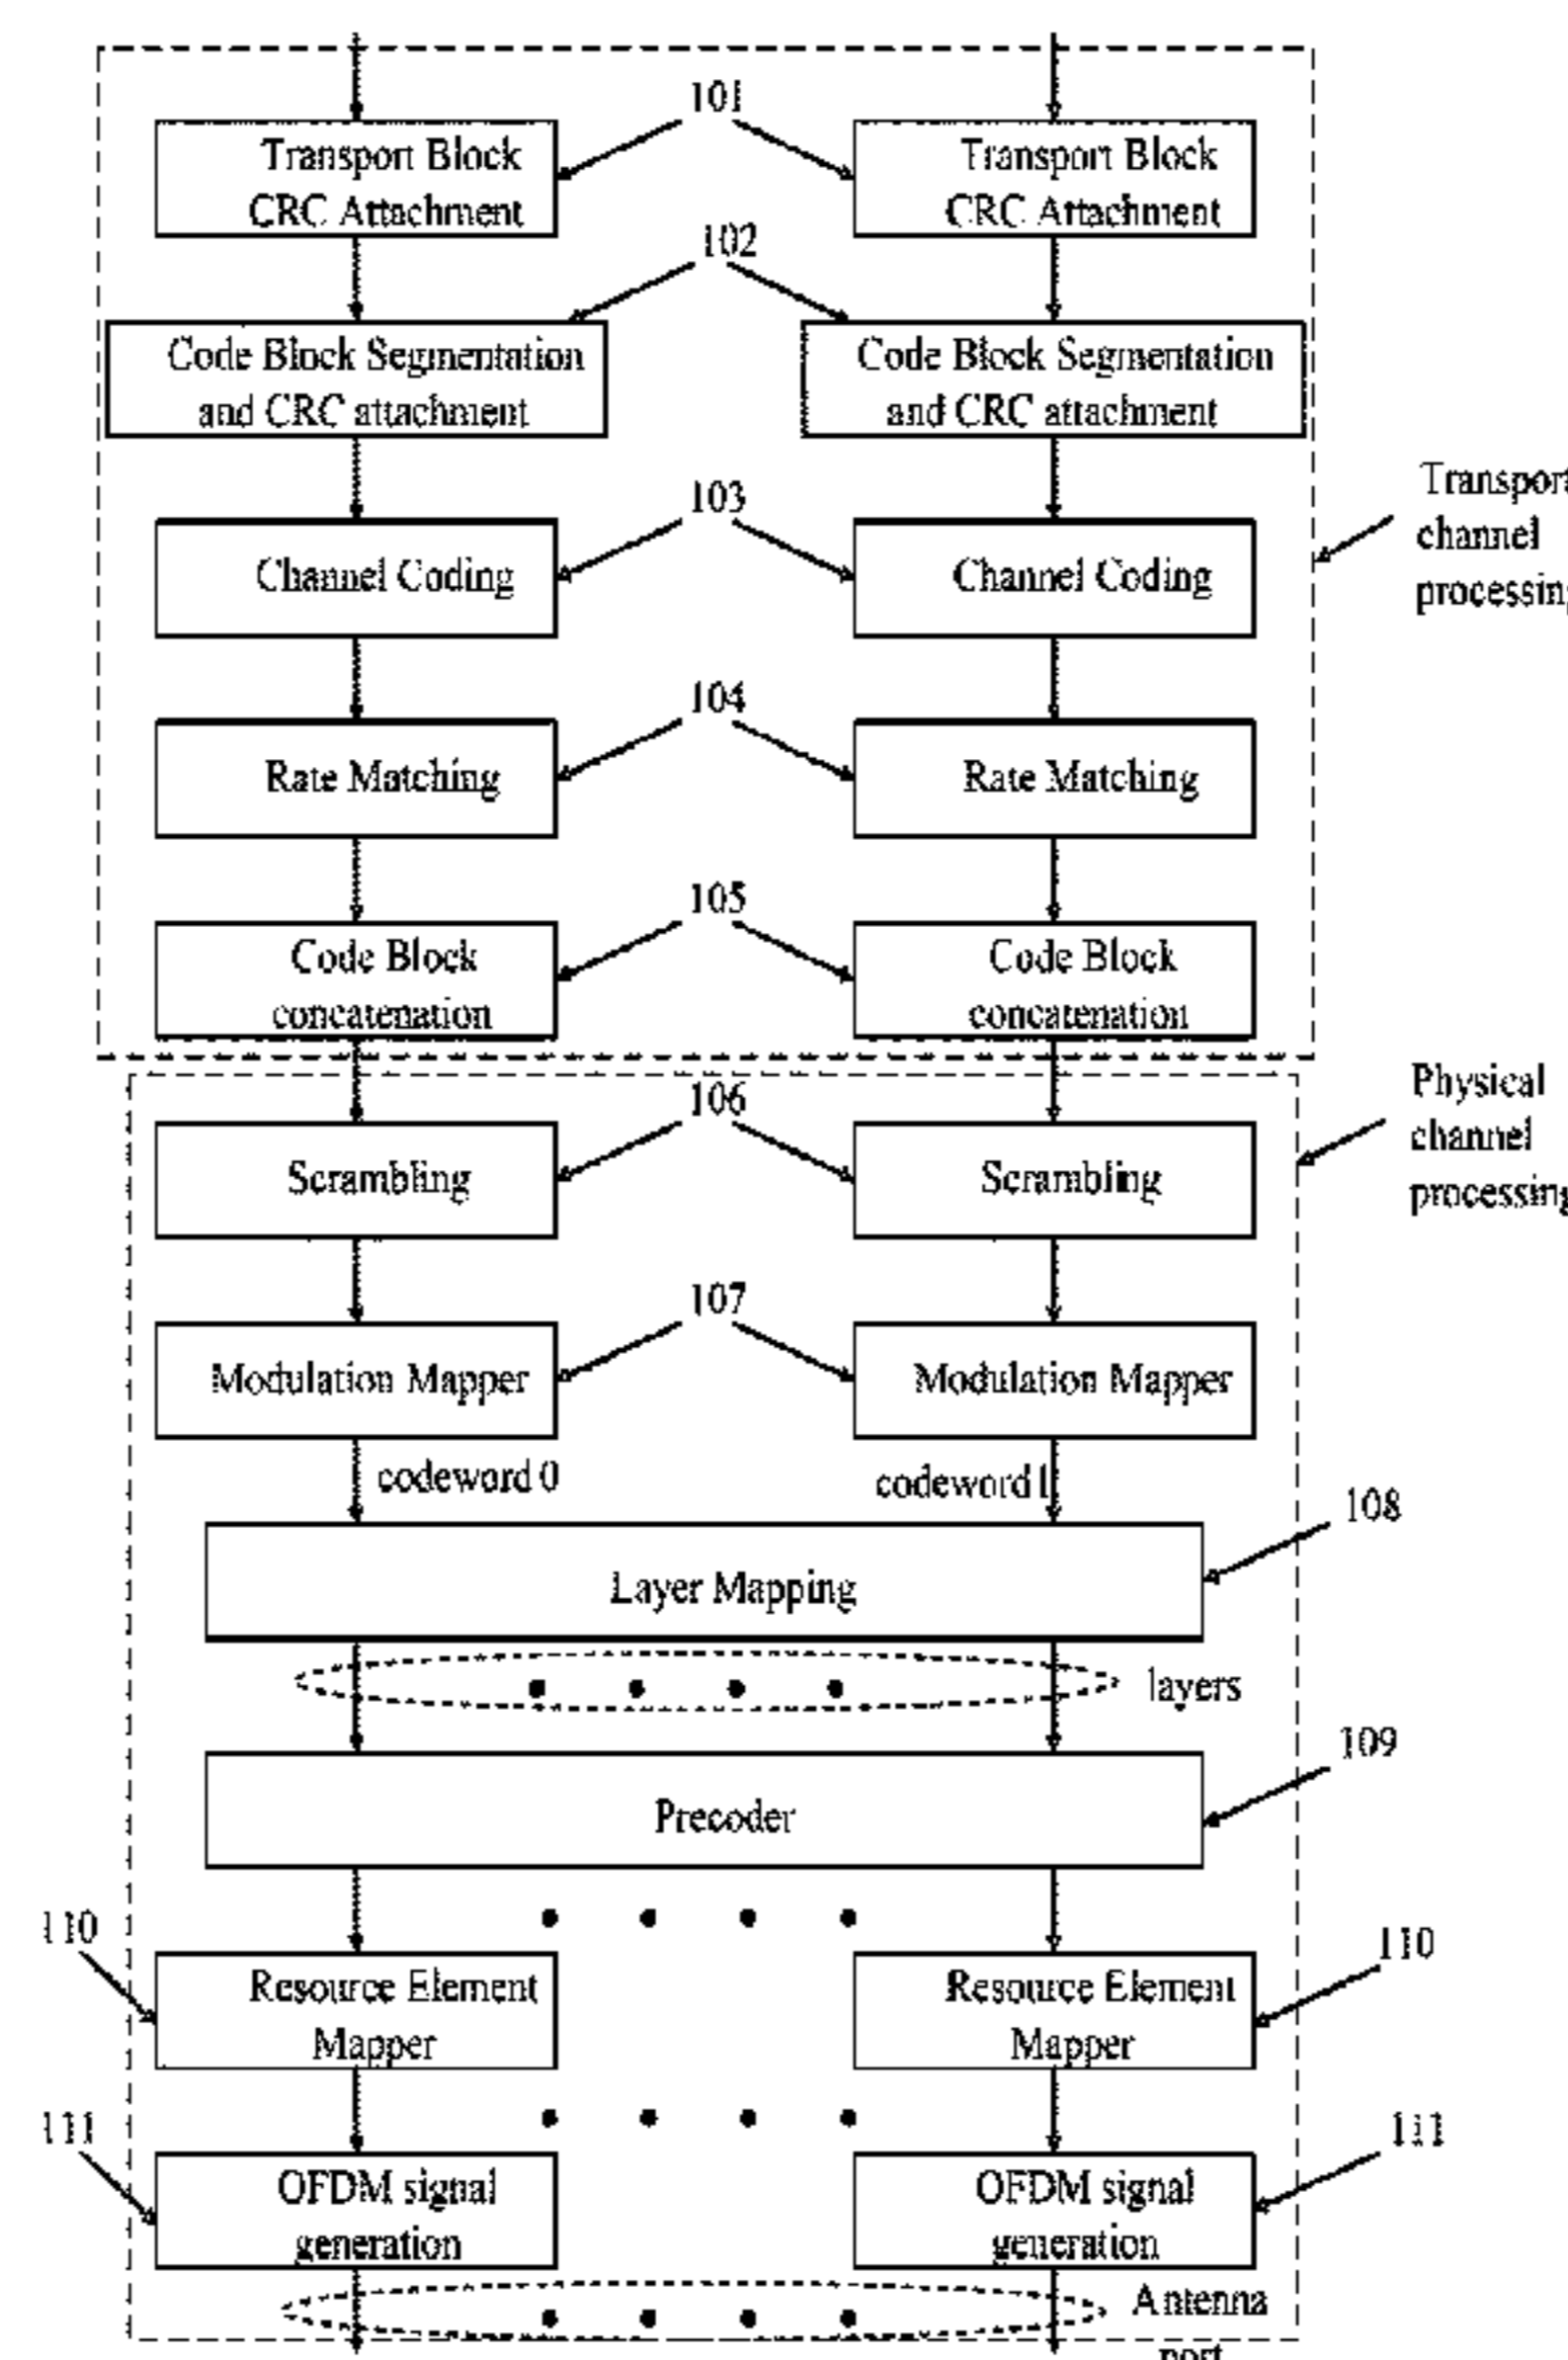 101
Transport Block
CRC Attachment
Transport Block
CRC Attachment
102
Code Block Segmentation
and CRC attachment
Code Block Segmentation
and CRC attachment
103
Channel Coding
Channel Coding
Transport
channel
processing
104
Rate Matching
Rate Matching
105
Code Block
concatenation
Code Block
concatenation
106
Scrambling
Scrambling
Physical
channel
processing
107
Modulation Mapper
Modulation Mapper
codeword 0
codeword 1
108
Layer Mapping
layers
109
Precoder
110
Resource Element
Mapper
Resource Element
Mapper
110
111
OFDM signal
generation
OFDM signal
generation
111
Antenna
port